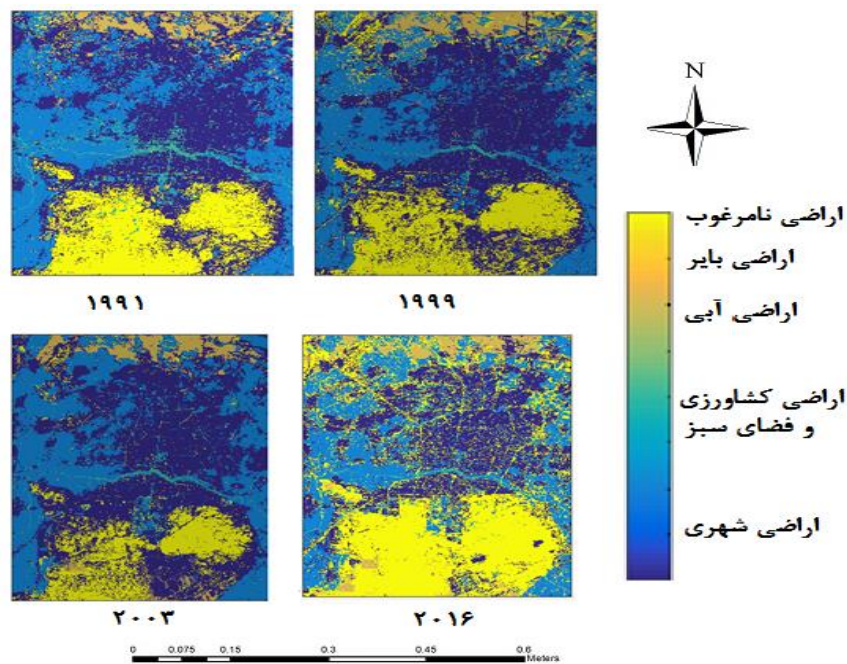 N
اراضی نامرغوب
اراضی بایر
اراضی آبی
اراضی کشاورزی
و فضای سبز
اراضی شهری
۱۹۹۱
۱۹۹۹
۲۰۰۳
۲۰۱۶
0 0.075 0.15 0.3 0.45 0.6
Meters